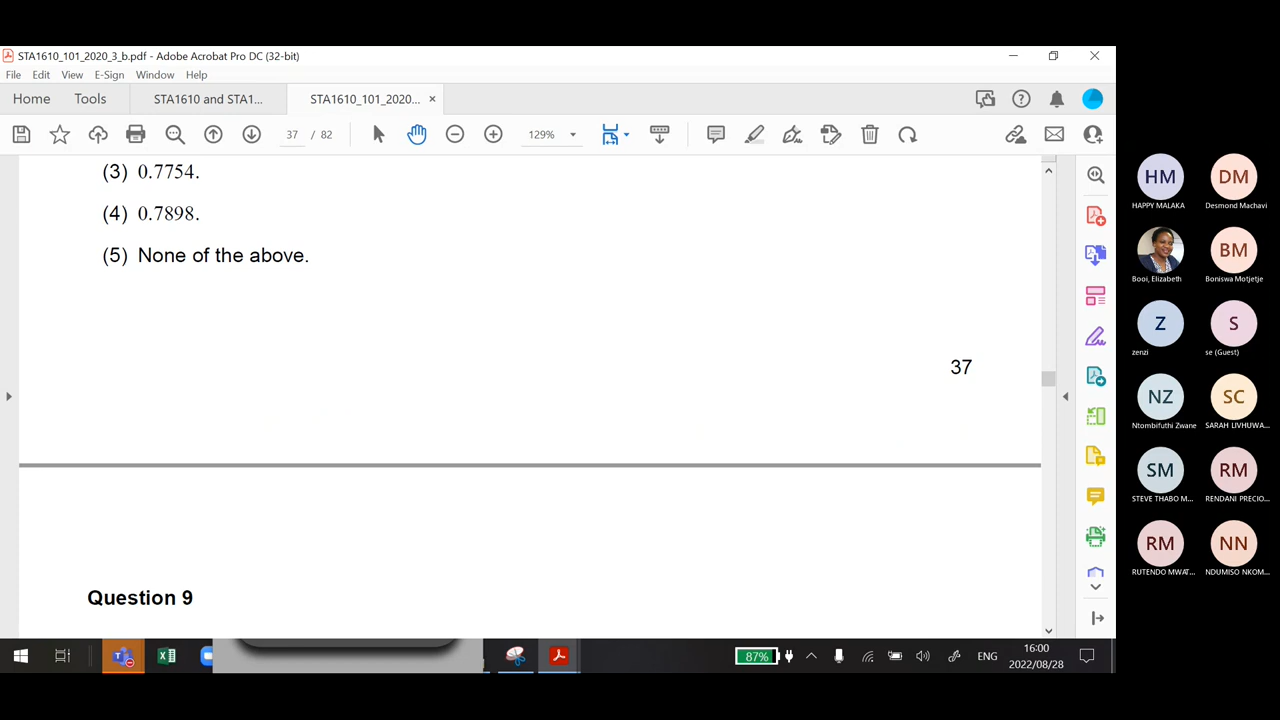 STA1610_101_2020_3_b.pdf - Adobe Acrobat Pro DC (32-bit)
File Edit View E-Sign Window Help
Home Tools STA1610 and STA1... STA1610_101_2020...
37 / 82 129%
(3) 0.7754.
(4) 0.7898.
(5) None of the above.
37
Question 9
HM DM
HAPPY MALAKA Desmond Machavi
BM
Booi, Elizabeth Boniswa Motjetje
Z S
zenzi se (Guest)
NZ SC
Ntombifuthi Zwane SARAH LIVHUWA...
SM RM
STEVE THABO M... RENDANI PRECIO...
RM NN
RUTENDO MWAT... NDUMISO NKOM...
87% ENG 16:00
2022/08/28